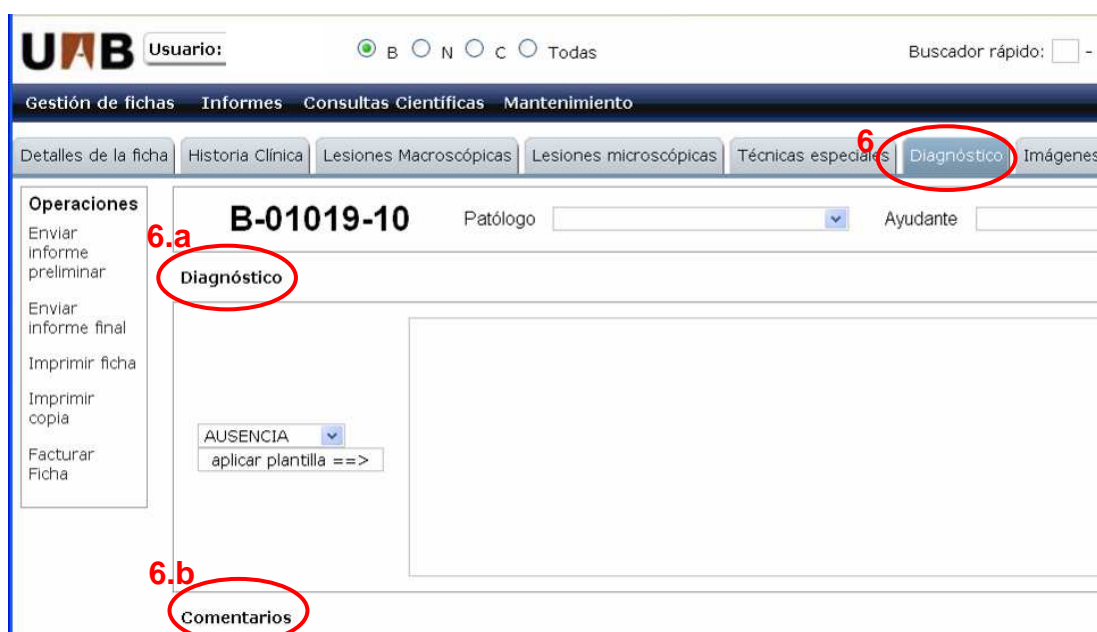 UAB Usuario: B N C Todas Buscador rápido: -
Gestión de fichas Informes Consultas Científicas Mantenimiento
6
Detalles de la ficha Historia Clínica Lesiones Macroscópicas Lesiones microscópicas Técnicas especiales Diagnóstico Imágenes
Operaciones
Enviar
informe
preliminar
Enviar
informe final
Imprimir ficha
Imprimir
copia
Facturar
Ficha
B-01019-10 Patólogo Ayudante
6.a
Diagnóstico
AUSENCIA
aplicar plantilla ==>
6.b
Comentarios